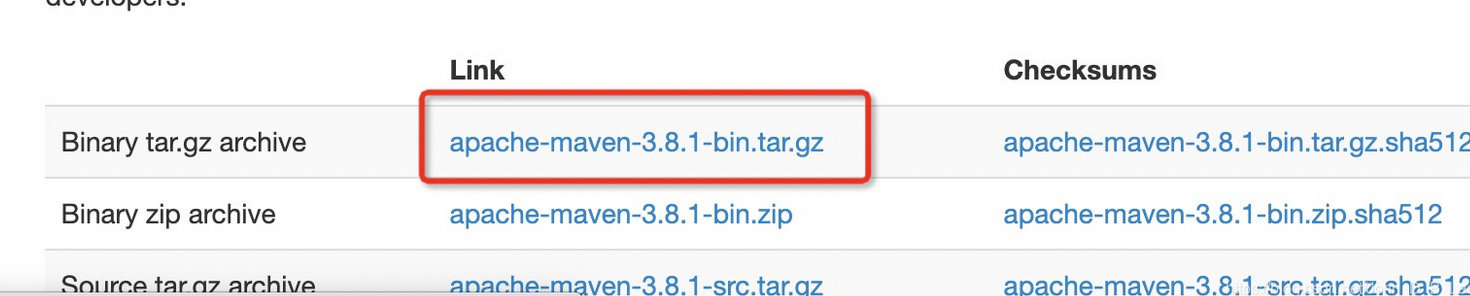 developers.
Link Checksums
Binary tar.gz archive apache-maven-3.8.1-bin.tar.gz apache-maven-3.8.1-bin.tar.gz.sha512
Binary zip archive apache-maven-3.8.1-bin.zip apache-maven-3.8.1-bin.zip.sha512
Source tar.gz archive apache-maven-3.8.1-src.tar.gz apache-maven-3.8.1-src.tar.gz.sha512